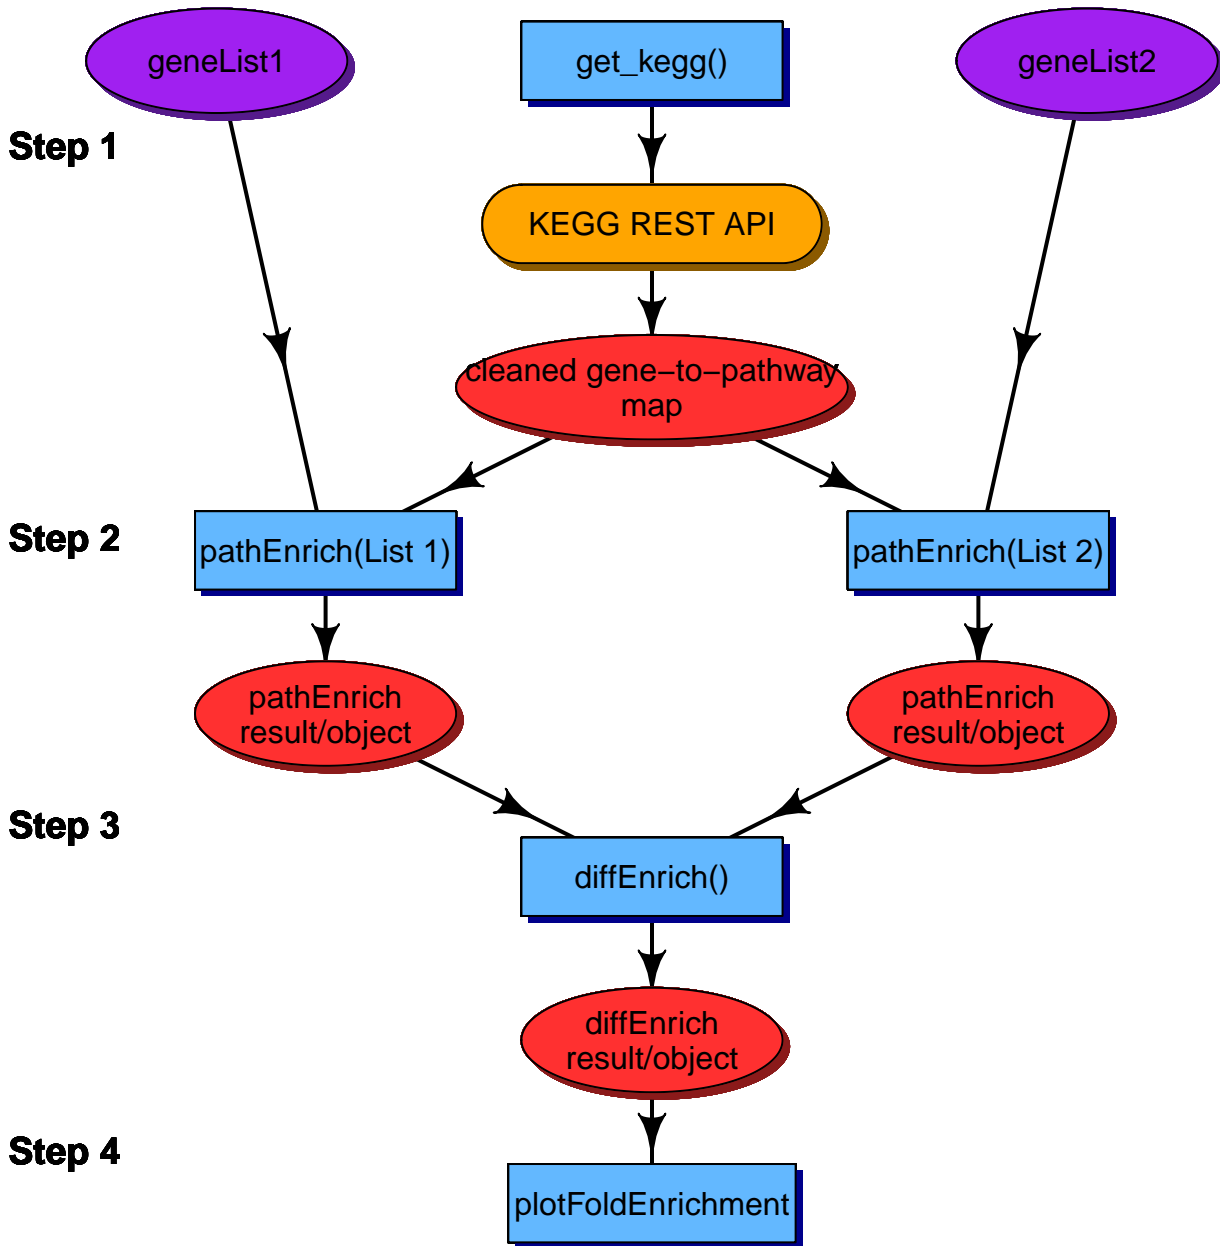 geneList1
get_kegg()
geneList2
Step 1
KEGG REST API
cleaned gene−to−pathway
map
Step 2
pathEnrich(List 1)
pathEnrich(List 2)
pathEnrich
result/object
pathEnrich
result/object
Step 3
diffEnrich()
diffEnrich
result/object
Step 4
plotFoldEnrichment